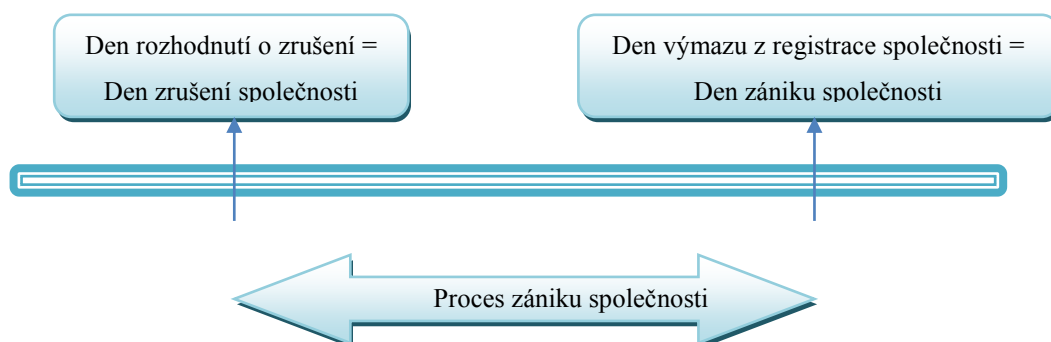 Den rozhodnutí o zrušení =
Den zrušení společnosti
Den výmazu z registrace společnosti =
Den zániku společnosti
Proces zániku společnosti